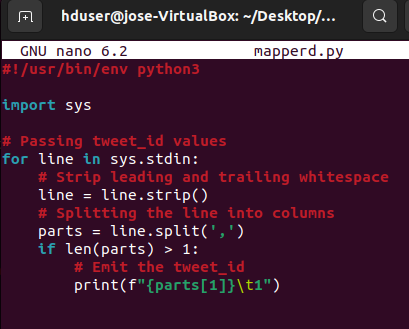 hduser@jose-VirtualBox: ~/Desktop/...
GNU nano 6.2 mapperd.py
#!/usr/bin/env python3
import sys
# Passing tweet_id values
for line in sys.stdin:
    # Strip leading and trailing whitespace
    line = line.strip()
    # Splitting the line into columns
    parts = line.split(',')
    if len(parts) > 1:
        # Emit the tweet_id
        print(f"{parts[1]}\t1")